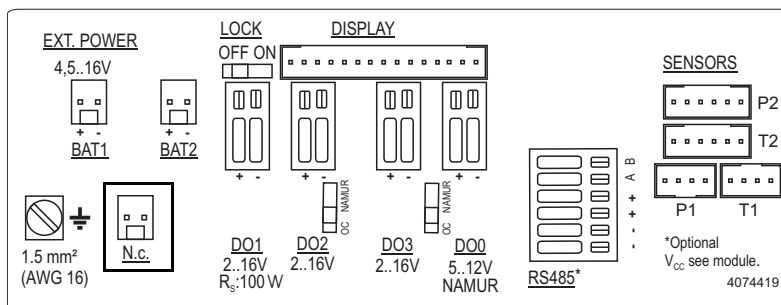 EXT. POWER
4,5..16V
+ -
BAT1
+ -
BAT2
LOCK
OFF ON
DISPLAY
+ -
+ -
+ -
+ -
OC NAMUR
OC NAMUR
1.5 mm²
(AWG 16)
N.c.
DO1
2..16V
Rs:100 W
DO2
2..16V
DO3
2..16V
DO0
5..12V
NAMUR
B
A
+
+
-
-
RS485*
SENSORS
P2
T2
P1
T1
*Optional
Vcc see module.
4074419